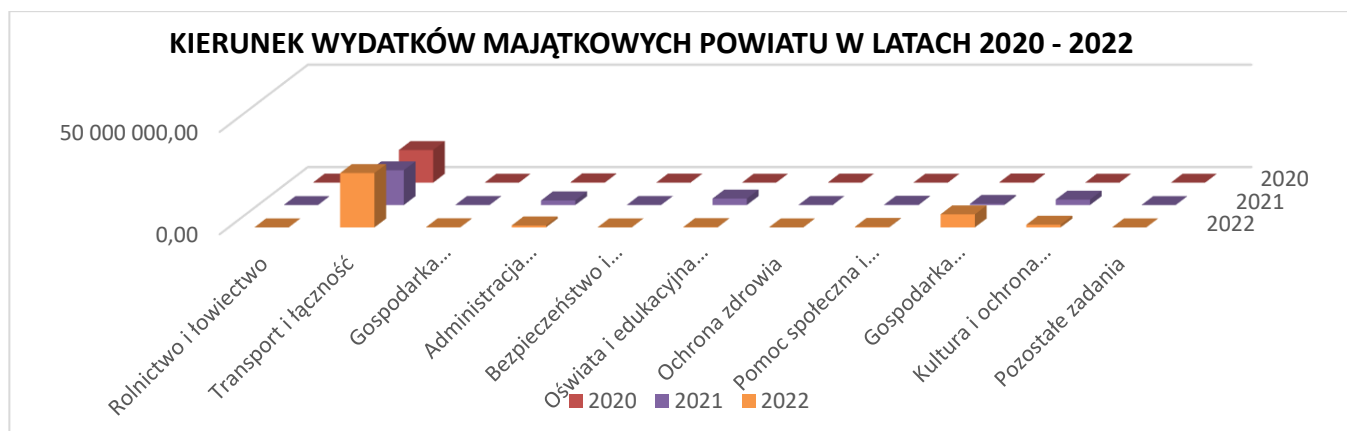 KIERUNEK WYDATKÓW MAJĄTKOWYCH POWIATU W LATACH 2020 - 2022
50 000 000,00
0,00
2020
2021
2022
Rolnictwo i łowiectwo
Transport i łączność
Gospodarka...
Administracja...
Bezpieczeństwo i...
Oświata i edukacyjna...
Ochrona zdrowia
Pomoc społeczna i...
Gospodarka...
Kultura i ochrona...
Pozostałe zadania
2020 2021 2022